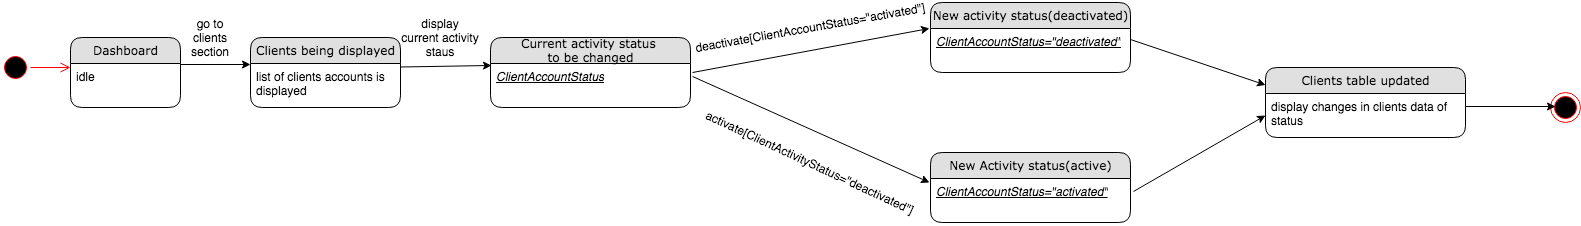 Dashboard
idle
go to
clients
section
Clients being displayed
list of clients accounts is
displayed
display
current activity
staus
Current activity status
to be changed
ClientAccountStatus
deactivate[ClientAccountStatus="activated"]
New activity status(deactivated)
ClientAccountStatus="deactivated"
activate[ClientActivityStatus="deactivated"]
New Activity status(active)
ClientAccountStatus="activated"
Clients table updated
display changes in clients data of
status